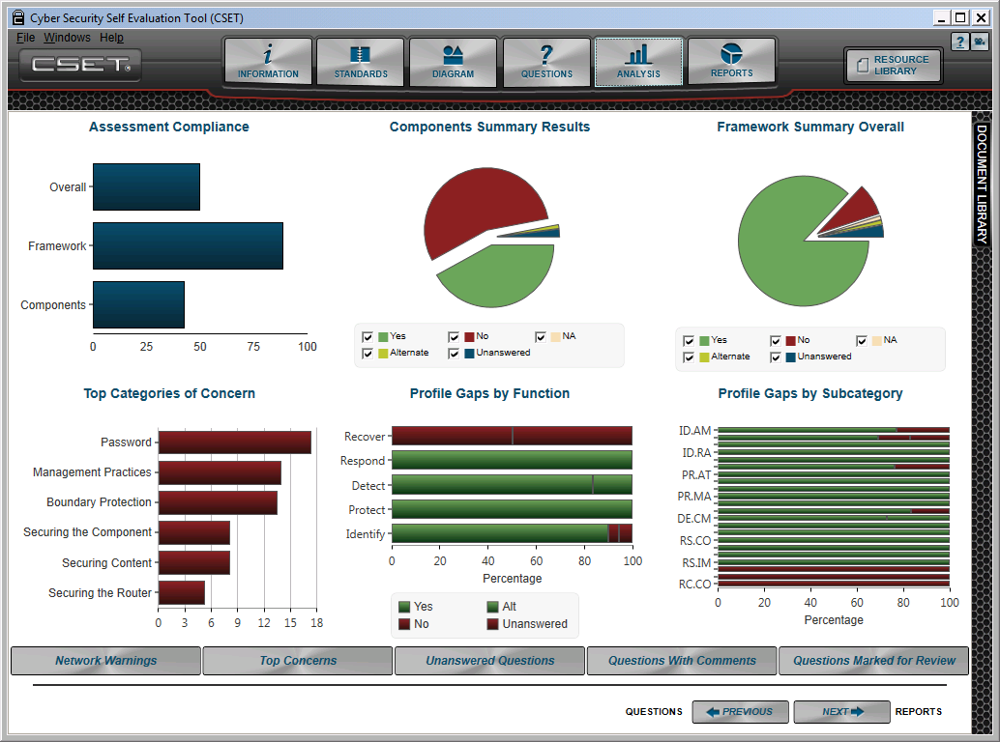 Cyber Security Self Evaluation Tool (CSET)
File Windows Help
CSET
INFORMATION
STANDARDS
DIAGRAM
QUESTIONS
ANALYSIS
REPORTS
RESOURCE
LIBRARY
DOCUMENT LIBRARY
Assessment Compliance
Overall
Framework
Components
0 25 50 75 100
Components Summary Results
Yes No NA
Alternate Unanswered
Framework Summary Overall
Yes No NA
Alternate Unanswered
Top Categories of Concern
Password
Management Practices
Boundary Protection
Securing the Component
Securing Content
Securing the Router
0 3 6 9 12 15 18
Profile Gaps by Function
Recover
Respond
Detect
Protect
Identify
0 20 40 60 80 100
Percentage
Yes Alt
No Unanswered
Profile Gaps by Subcategory
ID.AM
ID.RA
PR.AT
PR.MA
DE.CM
RS.CO
RS.IM
RC.CO
0 20 40 60 80 100
Percentage
Network Warnings
Top Concerns
Unanswered Questions
Questions With Comments
Questions Marked for Review
QUESTIONS PREVIOUS NEXT REPORTS